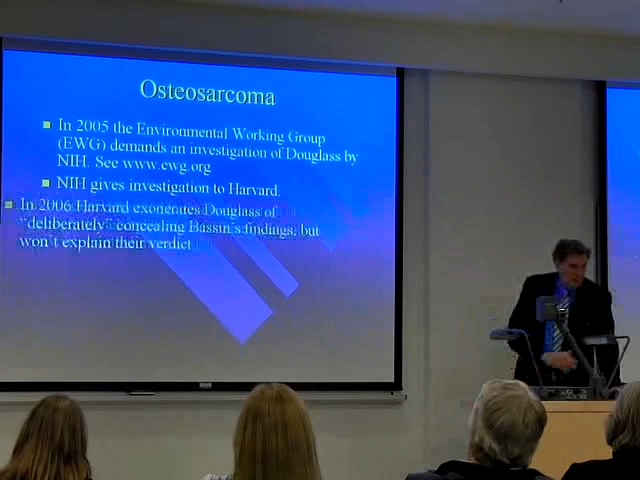 Osteosarcoma
In 2005 the Environmental Working Group
(EWG) demands an investigation of Douglass by
NIH. See www.ewg.org
NIH gives investigation to Harvard.
In 2006 Harvard exonerates Douglass of
"deliberately" concealing Bassin's findings, but
won't explain their verdict